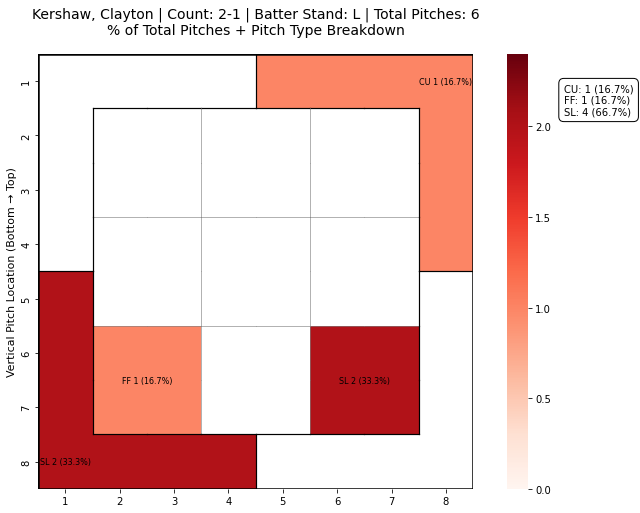 Kershaw, Clayton | Count: 2-1 | Batter Stand: L | Total Pitches: 6
% of Total Pitches + Pitch Type Breakdown
CU 1 (16.7%)
CU: 1 (16.7%)
FF: 1 (16.7%)
SL: 4 (66.7%)
FF 1 (16.7%)
SL 2 (33.3%)
SL 2 (33.3%)
Vertical Pitch Location (Bottom → Top)
1
2
3
4
5
6
7
8
1
2
3
4
5
6
7
8
2.0
1.5
1.0
0.5
0.0